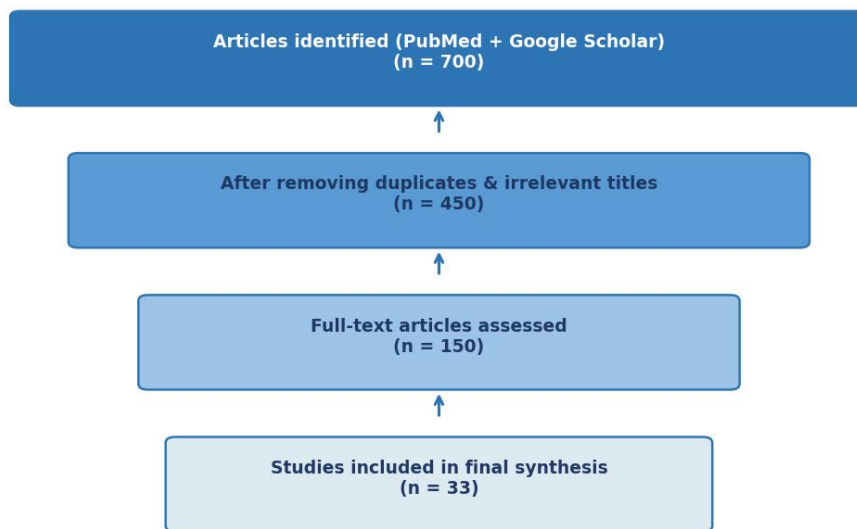 Articles identified (PubMed + Google Scholar)
(n = 700)
After removing duplicates & irrelevant titles
(n = 450)
Full-text articles assessed
(n = 150)
Studies included in final synthesis
(n = 33)